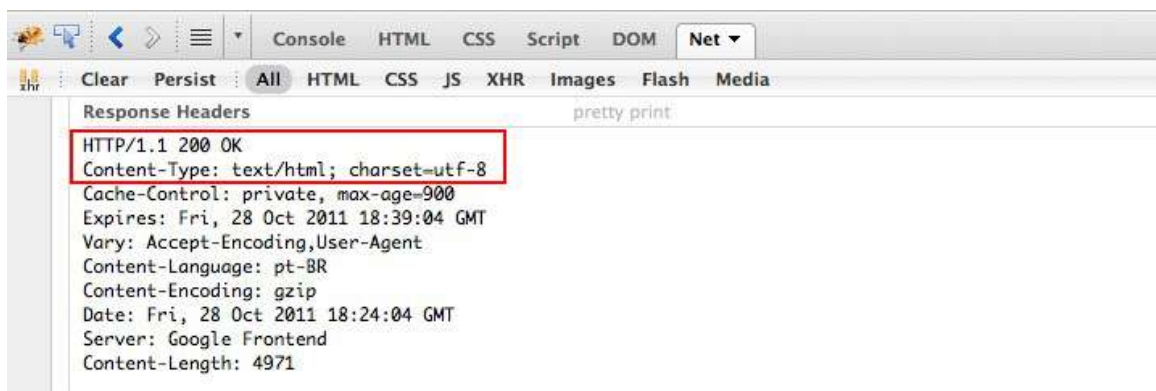 Console HTML CSS Script DOM Net
xhr Clear Persist All HTML CSS JS XHR Images Flash Media
Response Headers pretty print
HTTP/1.1 200 OK
Content-Type: text/html; charset=utf-8
Cache-Control: private, max-age=900
Expires: Fri, 28 Oct 2011 18:39:04 GMT
Vary: Accept-Encoding,User-Agent
Content-Language: pt-BR
Content-Encoding: gzip
Date: Fri, 28 Oct 2011 18:24:04 GMT
Server: Google Frontend
Content-Length: 4971